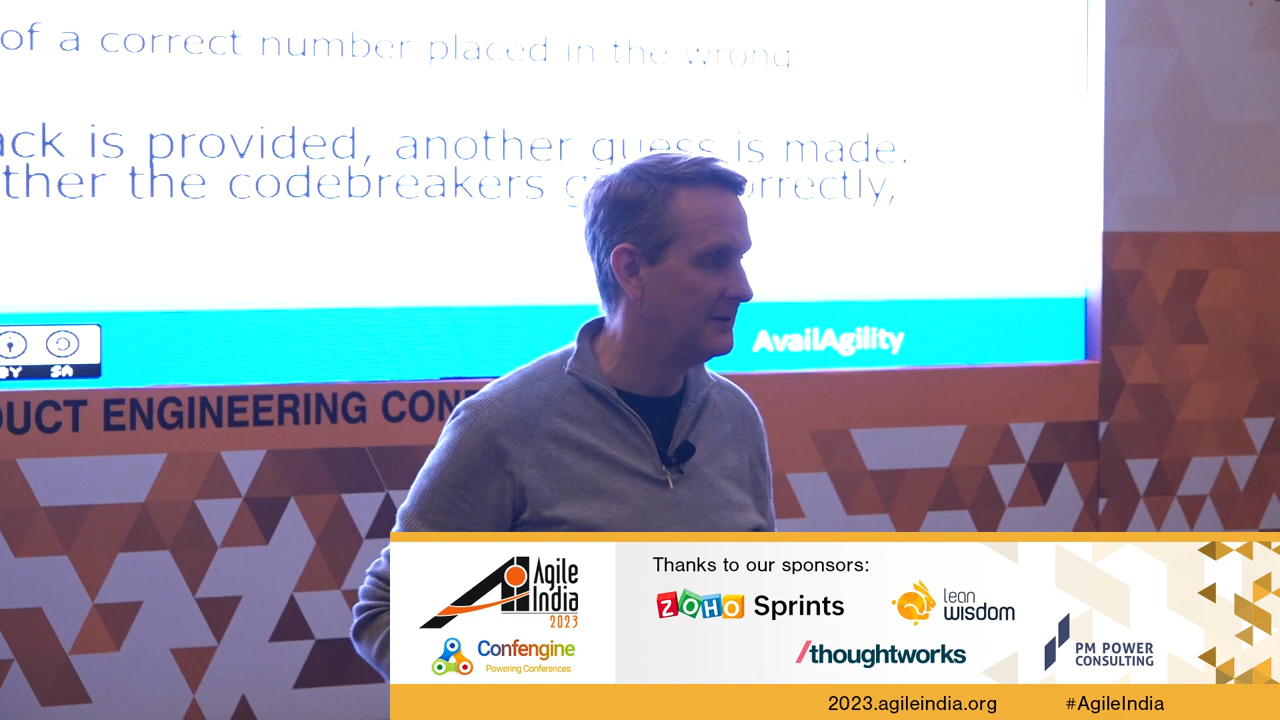 of a correct number placed in the wrong
ack is provided, another guess is made.
ther the codebreakers orrectly,
BY SA
AvailAgility
DUCT ENGINEERING CON
Agile
India
2023
Confengine
Powering Conferences
Thanks to our sponsors:
ZOHO Sprints
lean
wisdom
/thoughtworks
PM POWER
CONSULTING
2023.agileindia.org
#AgileIndia